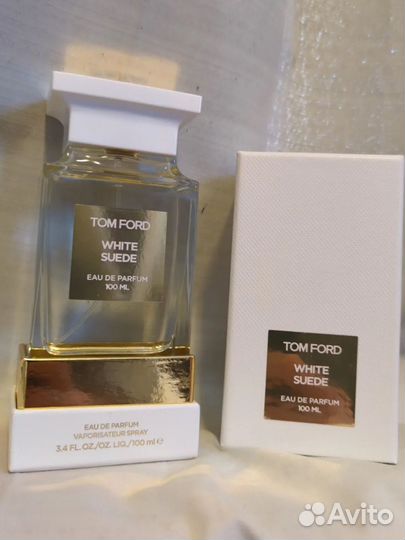 TOM FORD
WHITE
SUEDE
EAU DE PARFUM
100 ML
EAU DE PARFUM
VAPORISATEUR SPRAY
3.4 FL. OZ./OZ. LIQ./100 ml ℮
TOM FORD
WHITE
SUEDE
EAU DE PARFUM
100 ML
Avito